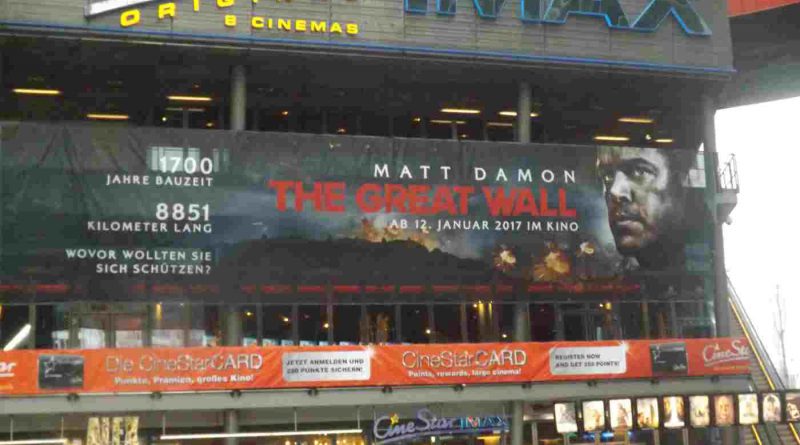 8 CINEMAS
IMAX
1700
JAHRE BAUZEIT
8851
KILOMETER LANG
WOVOR WOLLTEN SIE
SICH SCHÜTZEN?
MATT DAMON
THE GREAT WALL
AB 12. JANUAR 2017 IM KINO
Die CineStarCARD
Punkte, Prämien, großes Kino!
JETZT ANMELDEN UND
250 PUNKTE SICHERN!
CineStarCARD
Points, rewards, large cinema!
REGISTER NOW
AND GET 250 POINTS!
CineStar IMAX